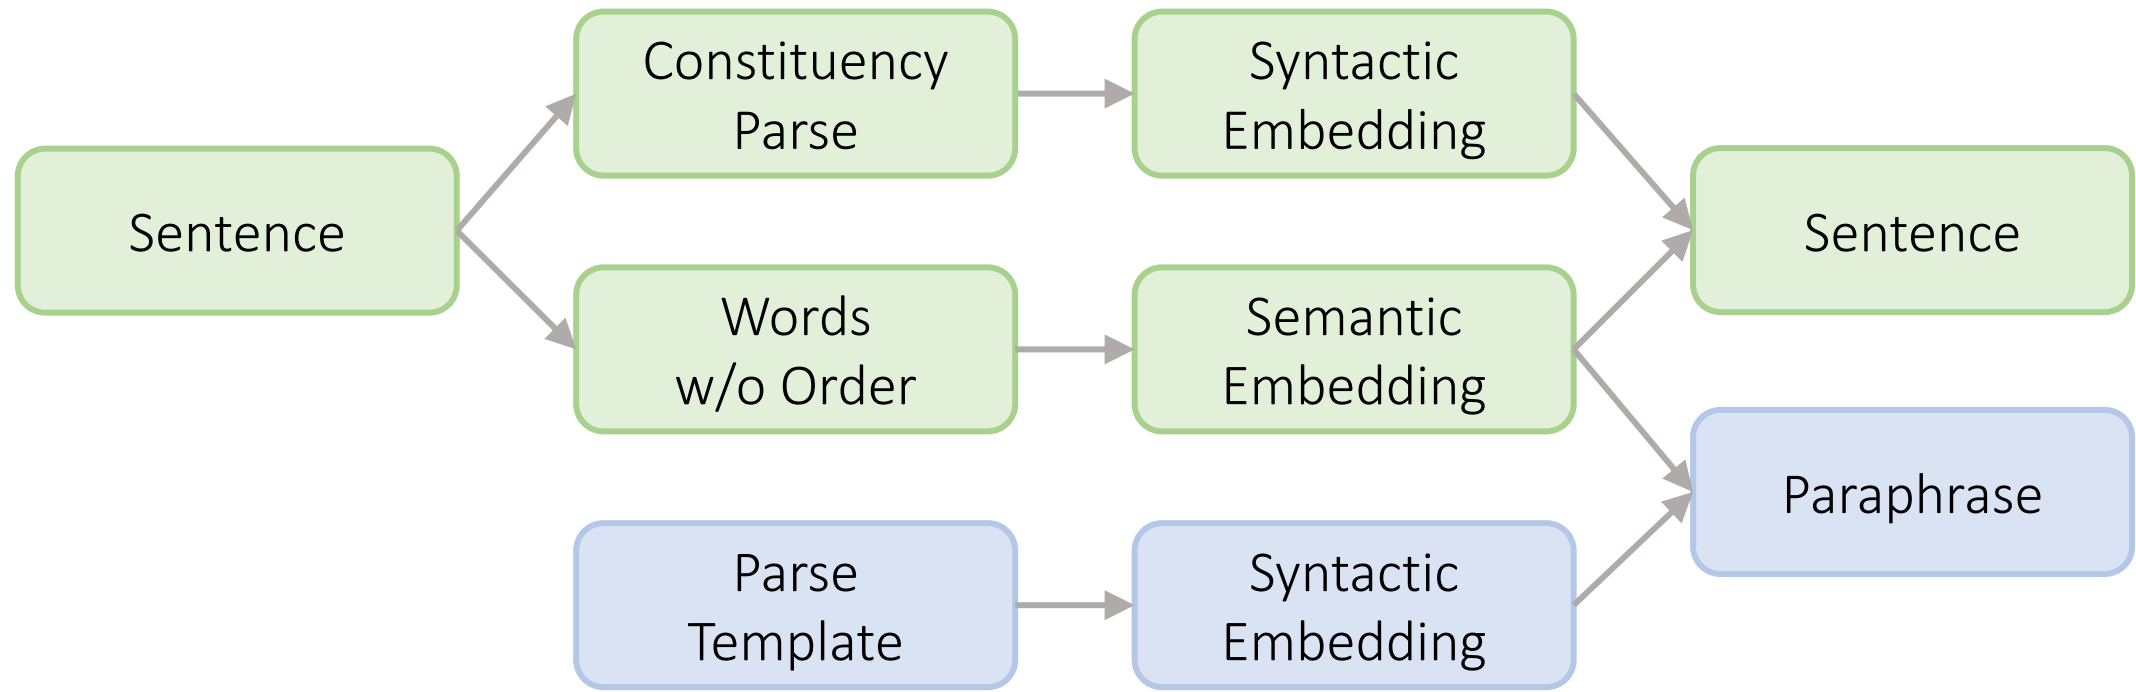 Sentence
Constituency
Parse
Syntactic
Embedding
Words
w/o Order
Semantic
Embedding
Sentence
Parse
Template
Syntactic
Embedding
Paraphrase